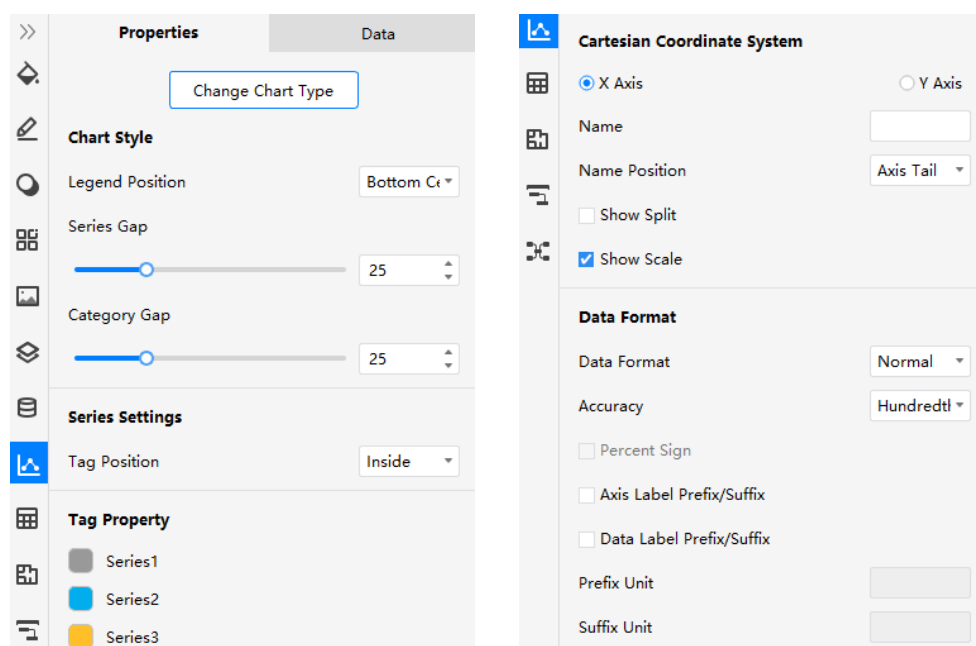 Properties
Data
Change Chart Type
Chart Style
Legend Position
Bottom Ce
Series Gap
25
Category Gap
25
Series Settings
Tag Position
Inside
Tag Property
Series1
Series2
Series3
Cartesian Coordinate System
X Axis
Y Axis
Name
Name Position
Axis Tail
Show Split
Show Scale
Data Format
Data Format
Normal
Accuracy
Hundredtl
Percent Sign
Axis Label Prefix/Suffix
Data Label Prefix/Suffix
Prefix Unit
Suffix Unit